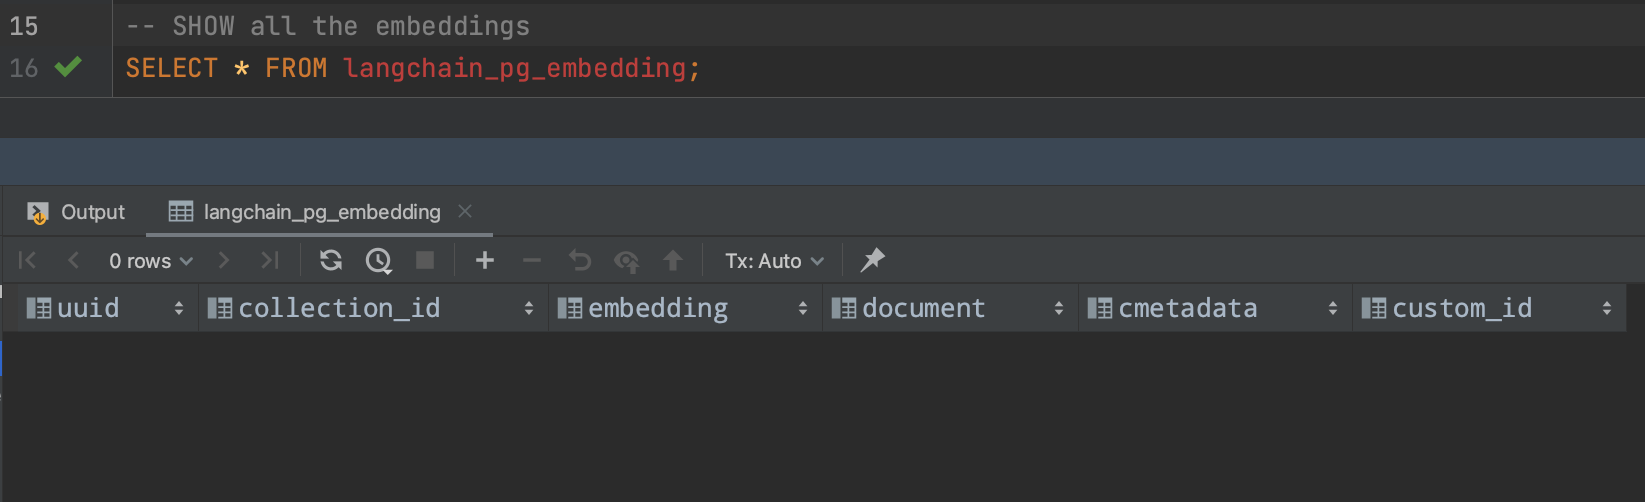 15 -- SHOW all the embeddings
16 SELECT * FROM langchain_pg_embedding;
Output langchain_pg_embedding
0 rows Tx: Auto
uuid collection_id embedding document cmetadata custom_id